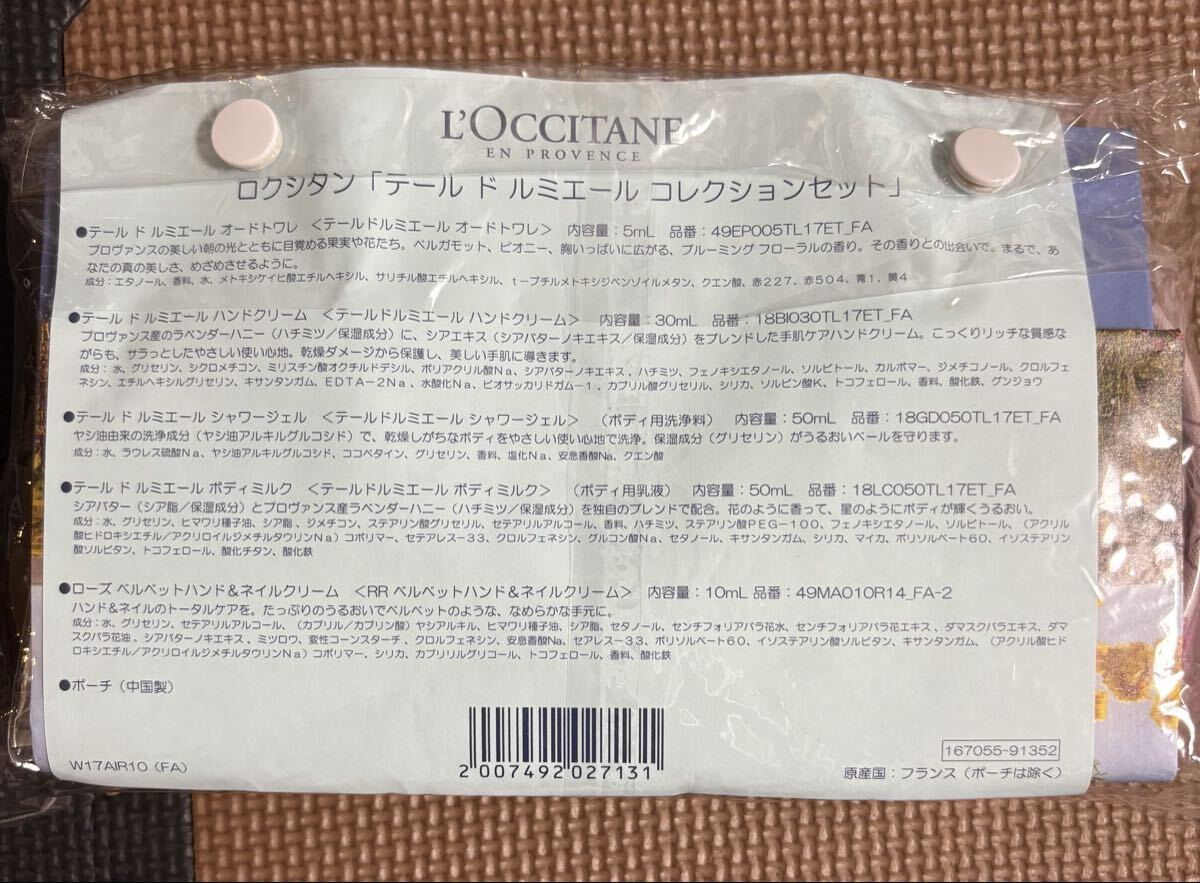 L'OCCITANE
EN PROVENCE
ロクシタン「テール ド ルミエール コレクションセット」
●テール ド ルミエール オードトワレ <テールドルミエール オードトワレ> 内容量：5mL 品番：49EP005TL17ET_FA
プロヴァンスの美しい朝の光とともに目覚める果実や花たち。ベルガモット、ピオニー、胸いっぱいに広がる、ブルーミング フローラルの香り。その香りとの出会いで、まるで、あ
なたの真の美しさ、めざめさせるように。
成分：エタノール、香料、水、メトキシケイヒ酸エチルヘキシル、サリチル酸エチルヘキシル、t－ブチルメトキシジベンゾイルメタン、クエン酸、赤227、赤504、青1、黄4
●テール ド ルミエール ハンドクリーム <テールドルミエール ハンドクリーム> 内容量：30mL 品番：18BI030TL17ET_FA
プロヴァンス産のラベンダーハニー（ハチミツ／保湿成分）に、シアエキス（シアバターノキエキス／保湿成分）をブレンドした手肌ケアハンドクリーム。こっくりリッチな質感な
がらも、サラっとしたやさしい使い心地。乾燥ダメージから保護し、美しい手肌に導きます。
成分：水、グリセリン、シクロメチコン、ミリスチン酸オクチルドデシル、ポリアクリル酸Na、シアバターノキエキス、ハチミツ、フェノキシエタノール、ソルビトール、カルボマー、ジメチコノール、クロルフェ
ネシン、エチルヘキシルグリセリン、キサンタンガム、EDTA－2Na、水酸化Na、ビオサッカリドガム－1、カプリル酸グリセリル、シリカ、ソルビン酸K、トコフェロール、香料、酸化鉄、グンジョウ
●テール ド ルミエール シャワージェル <テールドルミエール シャワージェル> （ボディ用洗浄料） 内容量：50mL 品番：18GD050TL17ET_FA
ヤシ油由来の洗浄成分（ヤシ油アルキルグルコシド）で、乾燥しがちなボディをやさしい使い心地で洗浄。保湿成分（グリセリン）がうるおいベールを守ります。
成分：水、ラウレス硫酸Na、ヤシ油アルキルグルコシド、ココベタイン、グリセリン、香料、塩化Na、安息香酸Na、クエン酸
●テール ド ルミエール ボディミルク <テールドルミエール ボディミルク> （ボディ用乳液） 内容量：50mL 品番：18LC050TL17ET_FA
シアバター（シア脂／保湿成分）とプロヴァンス産ラベンダーハニー（ハチミツ／保湿成分）を独自のブレンドで配合。花のように香って、星のようにボディが輝くうるおい。
成分：水、グリセリン、ヒマワリ種子油、シア脂、ジメチコン、ステアリン酸グリセリル、セテアリルアルコール、香料、ハチミツ、ステアリン酸PEG－100、フェノキシエタノール、ソルビトール、（アクリル
酸ヒドロキシエチル／アクリロイルジメチルタウリンNa）コポリマー、セテアレス－33、クロルフェネシン、グルコン酸Na、セタノール、キサンタンガム、シリカ、マイカ、ポリソルベート60、イソステアリン
酸ソルビタン、トコフェロール、酸化チタン、酸化鉄
●ローズ ベルベットハンド＆ネイルクリーム <RR ベルベットハンド＆ネイルクリーム> 内容量：10mL 品番：49MA010R14_FA-2
ハンド＆ネイルのトータルケアを。たっぷりのうるおいでベルベットのような、なめらかな手元に。
成分：水、グリセリン、セテアリルアルコール、（カプリル／カプリン酸）ヤシアルキル、ヒマワリ種子油、シア脂、セタノール、センチフォリアバラ花水、センチフォリアバラ花エキス、ダマスクバラエキス、ダマ
スクバラ花油、シアバターノキエキス、ミツロウ、変性コーンスターチ、クロルフェネシン、安息香酸Na、セアレス－33、ポリソルベート60、イソステアリン酸ソルビタン、キサンタンガム、（アクリル酸ヒド
ロキシエチル／アクリロイルジメチルタウリンNa）コポリマー、シリカ、カプリリルグリコール、トコフェロール、香料、酸化鉄
●ポーチ（中国製）
W17AIR10（FA）
2 007492 027131
167055-91352
原産国：フランス（ポーチは除く）